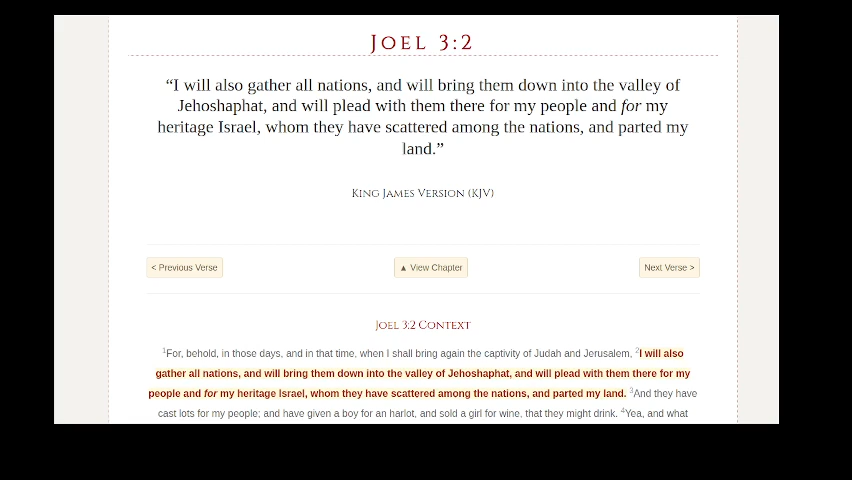 Joel 3:2
“I will also gather all nations, and will bring them down into the valley of
Jehoshaphat, and will plead with them there for my people and for my
heritage Israel, whom they have scattered among the nations, and parted my
land.”
King James Version (KJV)
< Previous Verse
▲ View Chapter
Next Verse >
Joel 3:2 Context
1For, behold, in those days, and in that time, when I shall bring again the captivity of Judah and Jerusalem, 2I will also
gather all nations, and will bring them down into the valley of Jehoshaphat, and will plead with them there for my
people and for my heritage Israel, whom they have scattered among the nations, and parted my land. 3And they have
cast lots for my people; and have given a boy for an harlot, and sold a girl for wine, that they might drink. 4Yea, and what